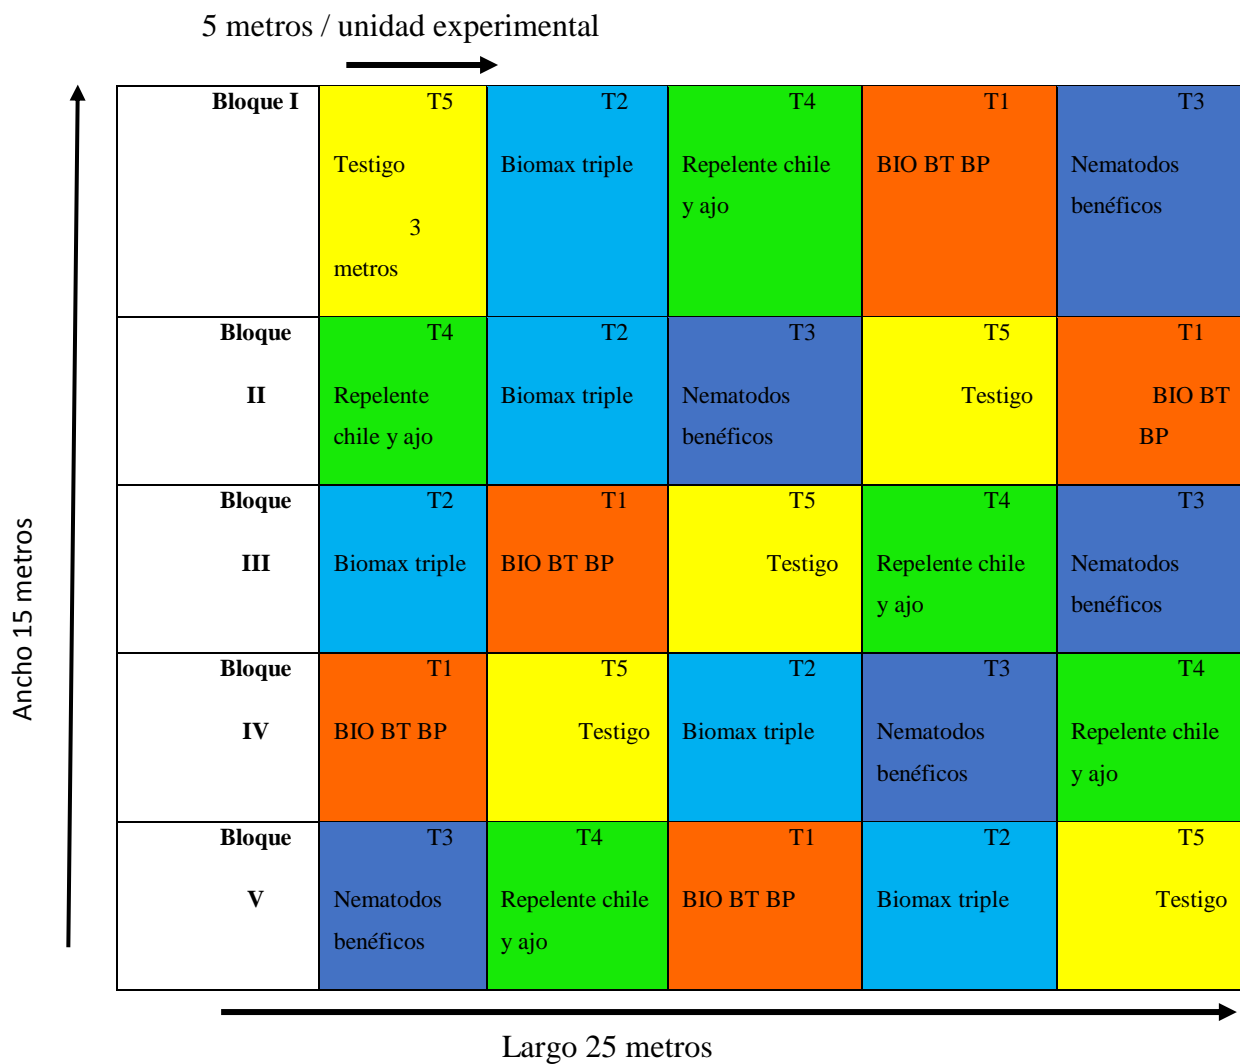 5 metros / unidad experimental
Bloque I
T5
Testigo
3
metros
T2
Biomax triple
T4
Repelente chile
y ajo
T1
BIO BT BP
T3
Nematodos
benéficos
Bloque
II
T4
Repelente
chile y ajo
T2
Biomax triple
T3
Nematodos
benéficos
T5
Testigo
T1
BIO BT
BP
Bloque
III
T2
Biomax triple
T1
BIO BT BP
T5
Testigo
T4
Repelente chile
y ajo
T3
Nematodos
benéficos
Bloque
IV
T1
BIO BT BP
T5
Testigo
T2
Biomax triple
T3
Nematodos
benéficos
T4
Repelente chile
y ajo
Bloque
V
T3
Nematodos
benéficos
T4
Repelente chile
y ajo
T1
BIO BT BP
T2
Biomax triple
T5
Testigo
Ancho 15 metros
Largo 25 metros